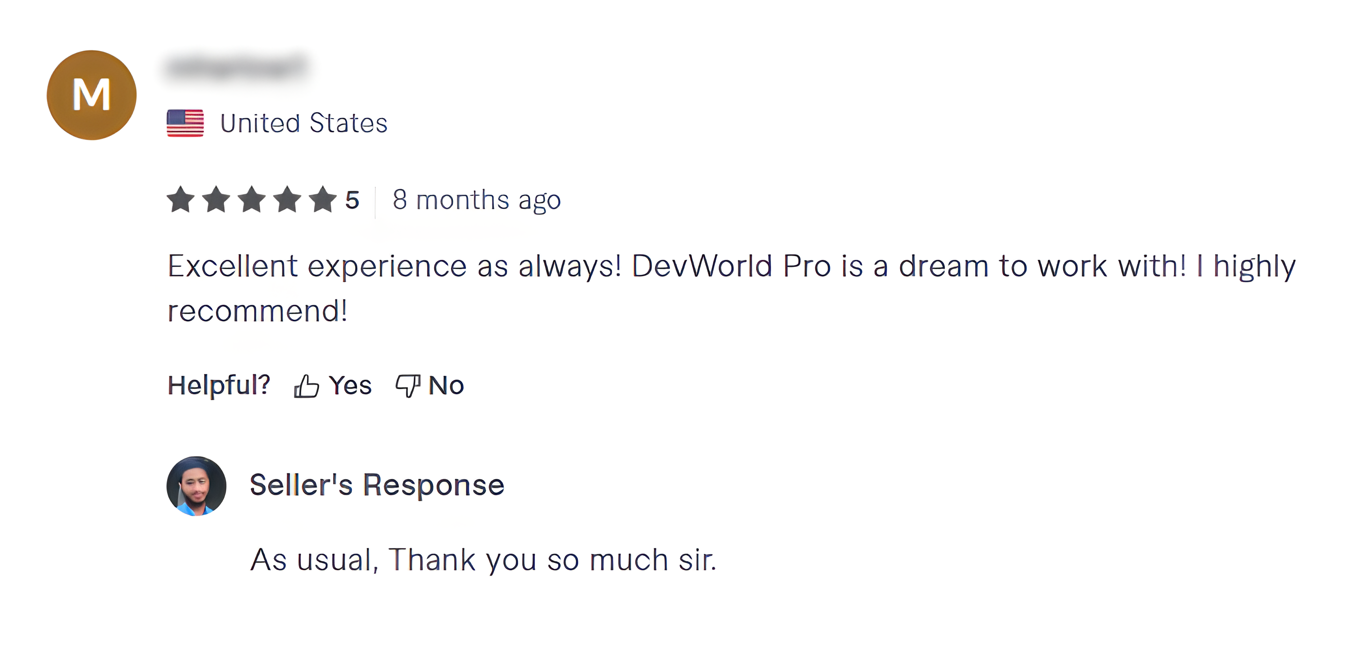 M
United States
5
8 months ago
Excellent experience as always! DevWorld Pro is a dream to work with! I highly
recommend!
Helpful? Yes No
Seller's Response
As usual, Thank you so much sir.